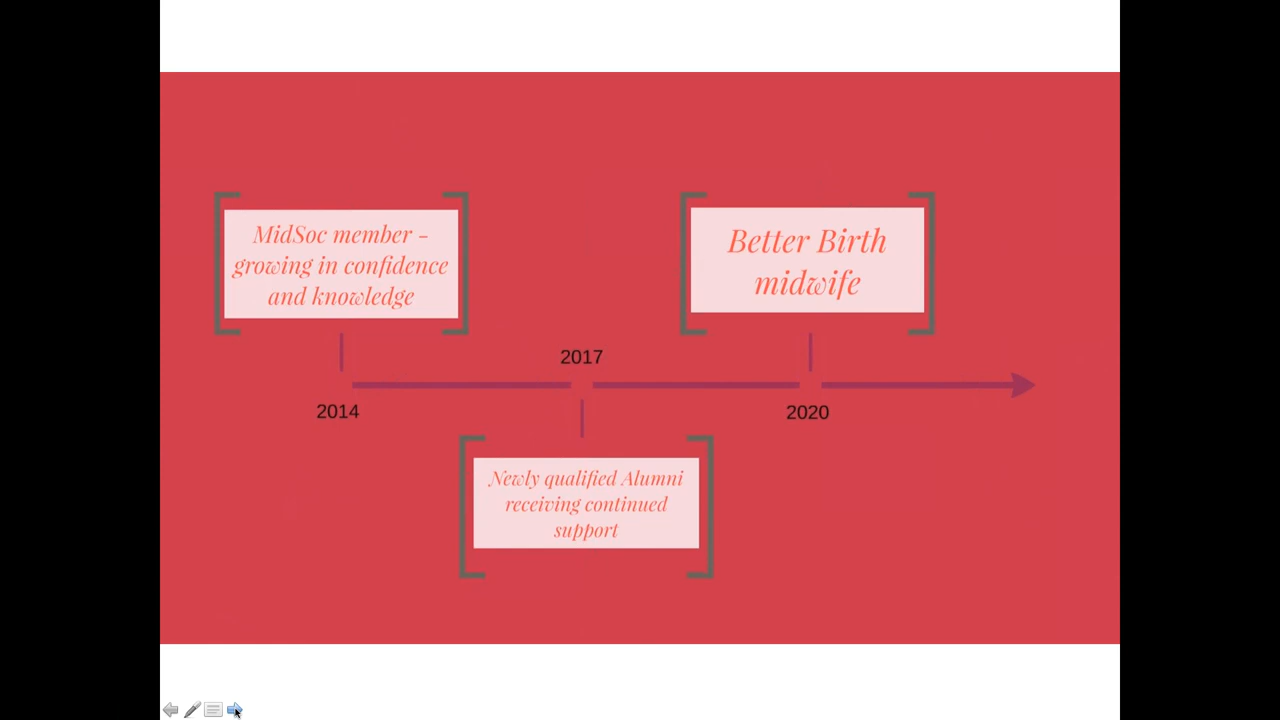 MidSoc member -
growing in confidence
and knowledge
2014
2017
Newly qualified Alumni
receiving continued
support
Better Birth
midwife
2020